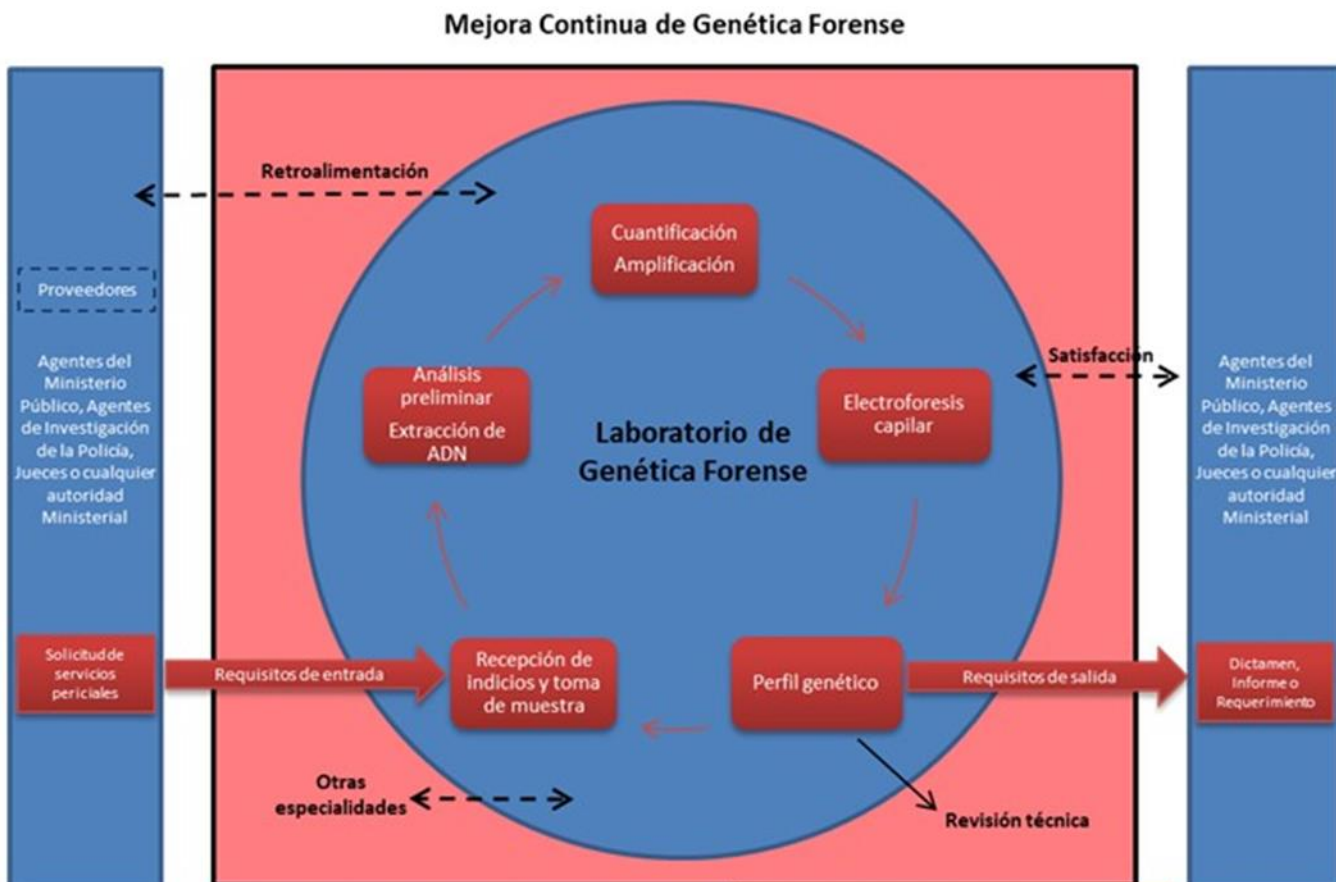 Mejora Continua de Genética Forense
Proveedores
Agentes del
Ministerio
Público, Agentes
de Investigación
de la Policía,
Jueces o cualquier
autoridad
Ministerial
Solicitud de
servicios
periciales
Retroalimentación
Requisitos de entrada
Cuantificación
Amplificación
Análisis
preliminar
Extracción de
ADN
Laboratorio de
Genética Forense
Electroforesis
capilar
Recepción de
indicios y toma
de muestra
Perfil genético
Otras
especialidades
Revisión técnica
Satisfacción
Requisitos de salida
Agentes del
Ministerio
Público, Agentes
de Investigación
de la Policía,
Jueces o cualquier
autoridad
Ministerial
Dictamen,
Informe o
Requerimiento